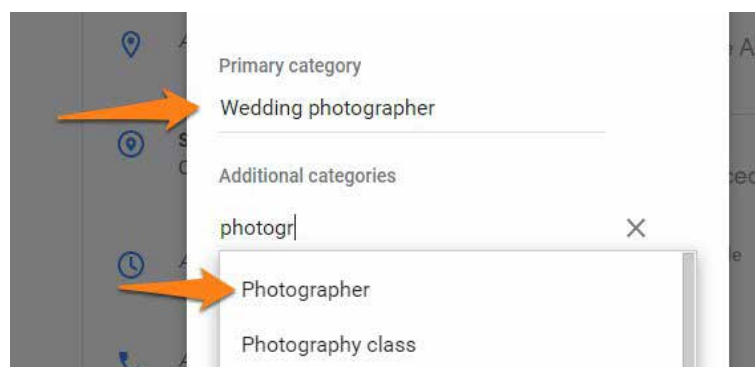 Primary category
Wedding photographer
Additional categories
photogr
Photographer
Photography class